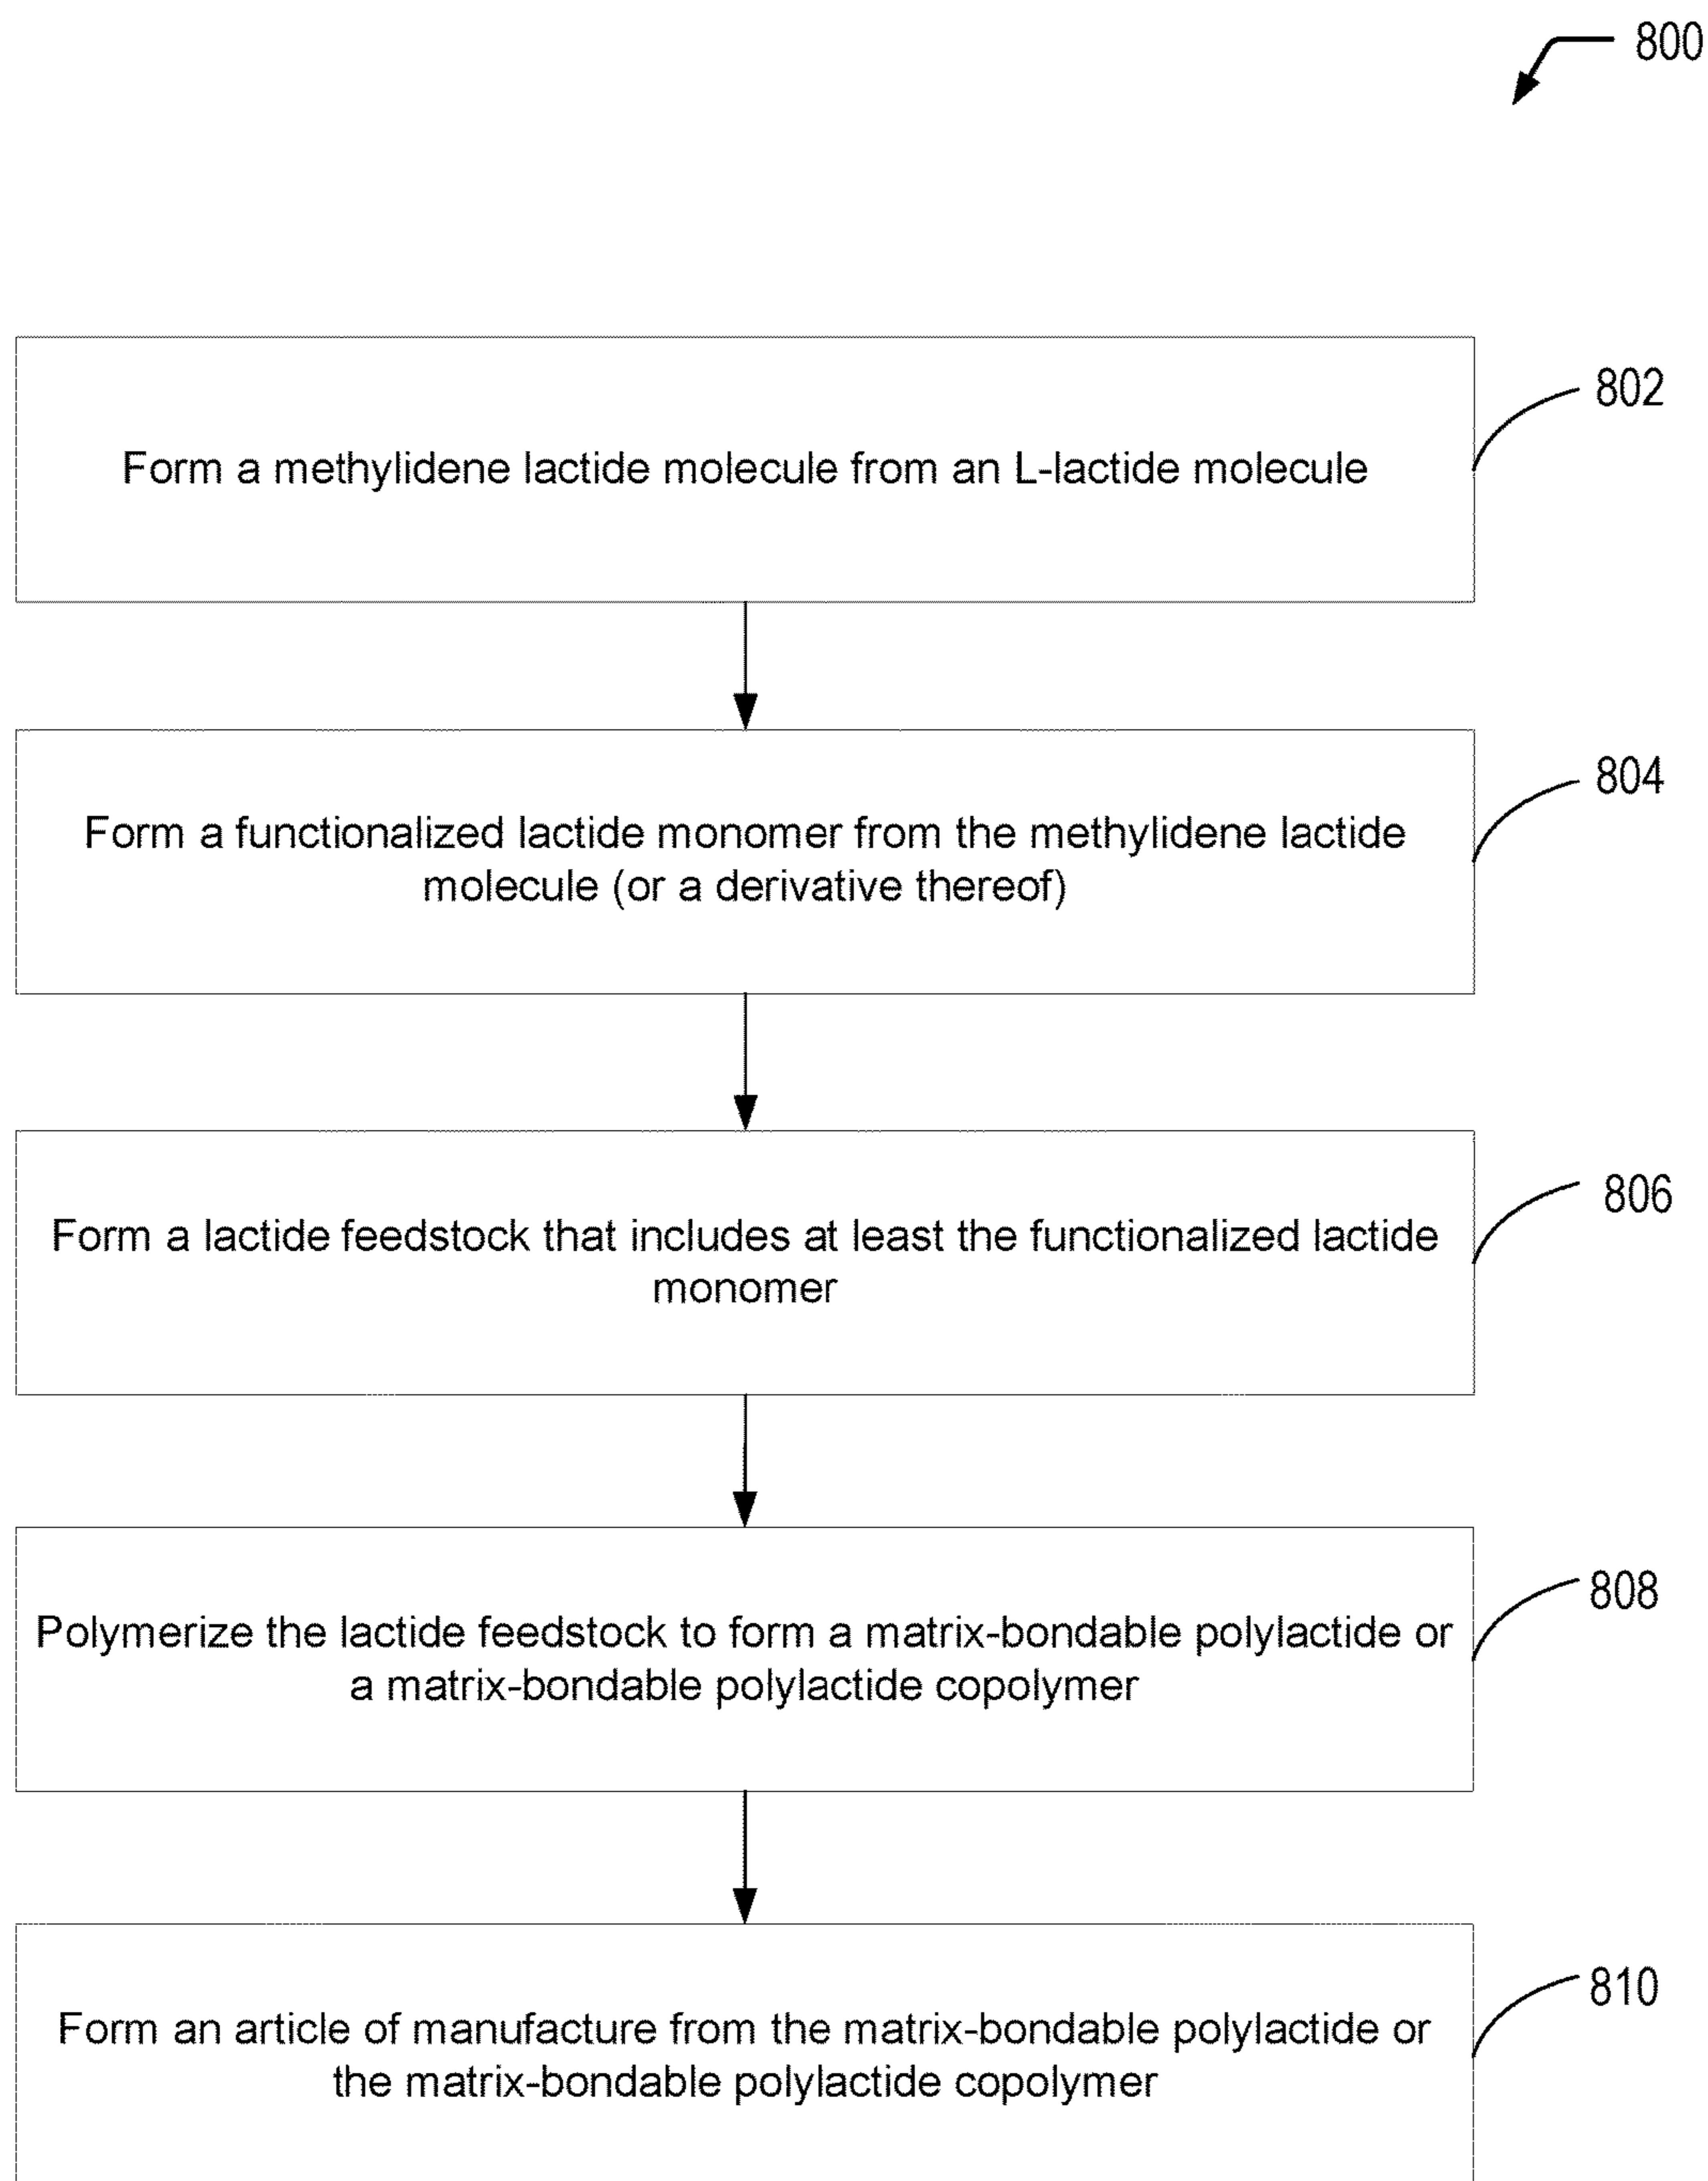 800
802
Form a methylidene lactide molecule from an L-lactide molecule
804
Form a functionalized lactide monomer from the methylidene lactide
molecule (or a derivative thereof)
806
Form a lactide feedstock that includes at least the functionalized lactide
monomer
808
Polymerize the lactide feedstock to form a matrix-bondable polylactide or
a matrix-bondable polylactide copolymer
810
Form an article of manufacture from the matrix-bondable polylactide or
the matrix-bondable polylactide copolymer